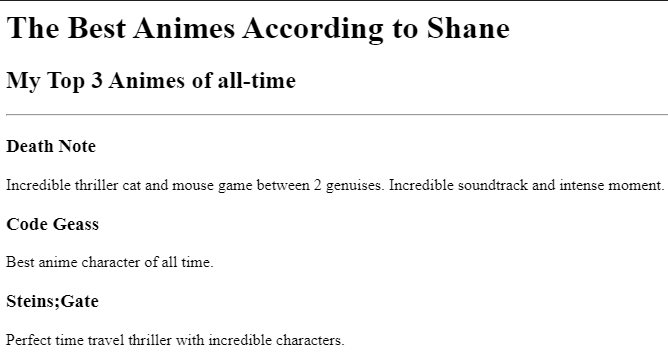 The Best Animes According to Shane
My Top 3 Animes of all-time
Death Note
Incredible thriller cat and mouse game between 2 genuises. Incredible soundtrack and intense moment.
Code Geass
Best anime character of all time.
Steins;Gate
Perfect time travel thriller with incredible characters.